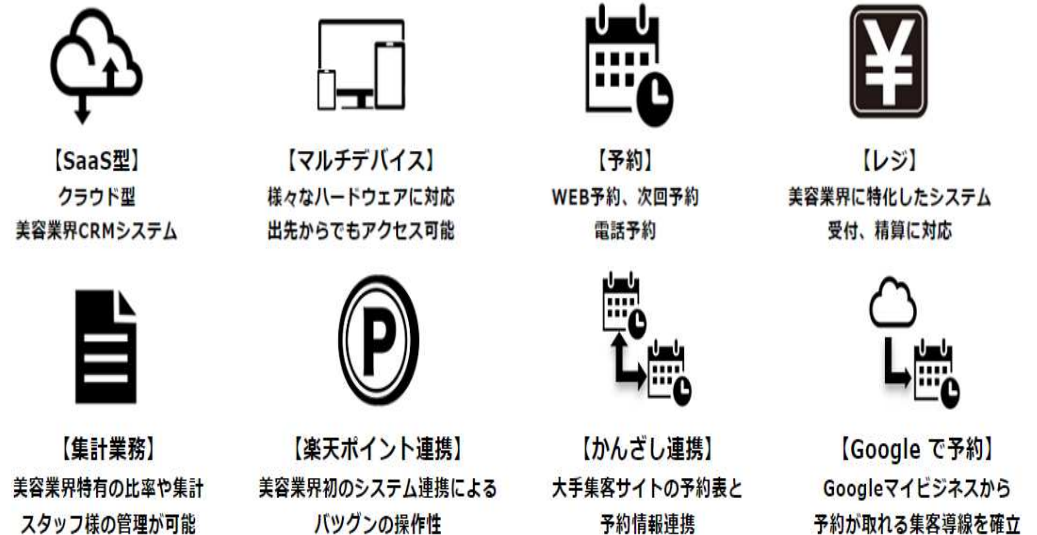 ¥
【SaaS型】
クラウド型
美容業界CRMシステム
【マルチデバイス】
様々なハードウェアに対応
出先からでもアクセス可能
【予約】
WEB予約、次回予約
電話予約
【レジ】
美容業界に特化したシステム
受付、精算に対応
P
【集計業務】
美容業界特有の比率や集計
スタッフ様の管理が可能
【楽天ポイント連携】
美容業界初のシステム連携による
バツグンの操作性
【かんざし連携】
大手集客サイトの予約表と
予約情報連携
【Google で予約】
Googleマイビジネスから
予約が取れる集客導線を確立